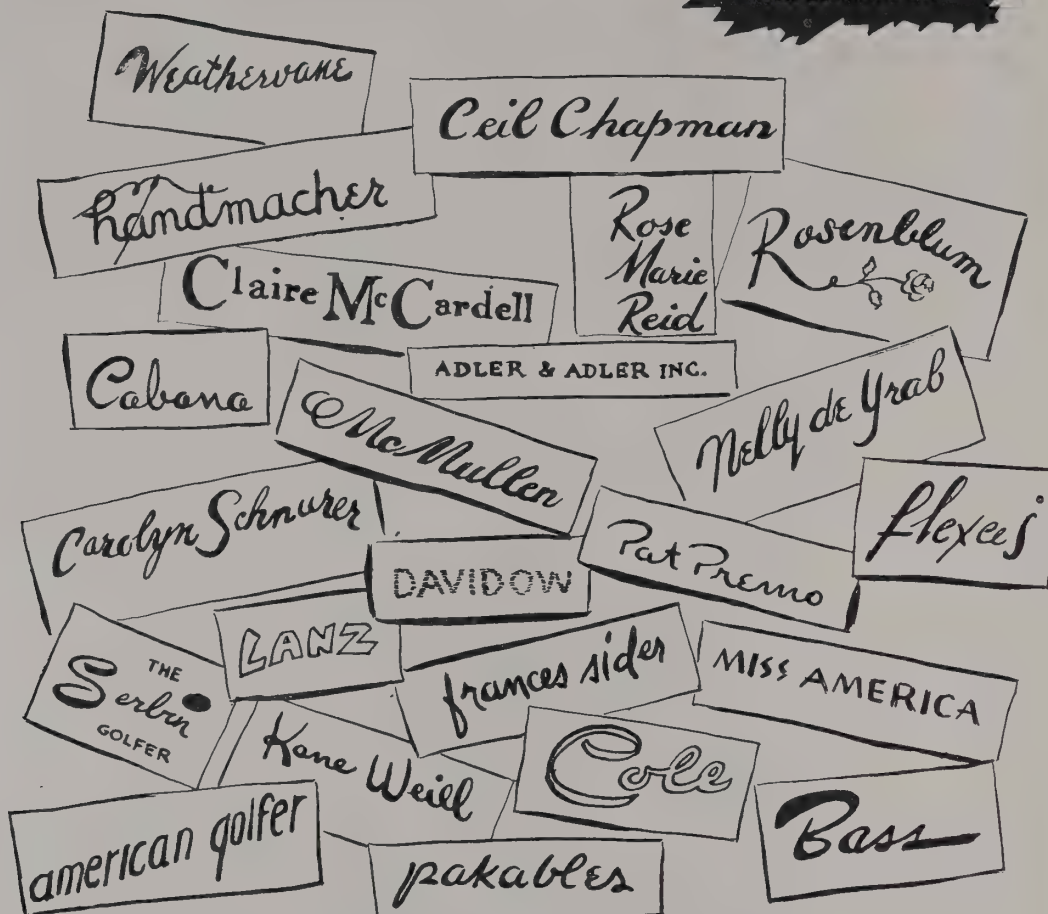 Weathervane
Ceil Chapman
handmacher
Rose
Marie
Reid
Rosenblum
Claire McCardell
ADLER & ADLER INC.
Cabana
McMullen
Nelly de Grab
Carolyn Schnurer
flexees
DAVIDOW
Pat Premo
LANZ
THE
Serbin
GOLFER
frances sider
MISS AMERICA
Kane Weill
Cole
american golfer
Bass
pakables